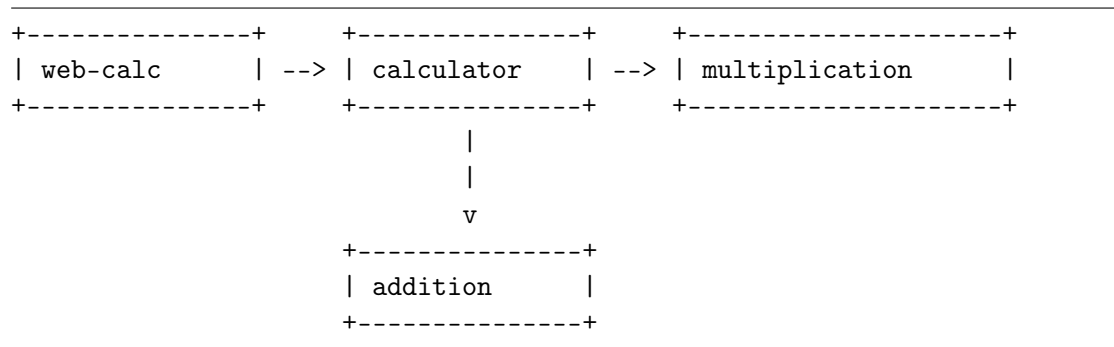 +---------------+     +---------------+     +---------------------+
| web-calc      | --> | calculator    | --> | multiplication      |
+---------------+     +---------------+     +---------------------+
                              |
                              |
                              v
                      +---------------+
                      | addition      |
                      +---------------+